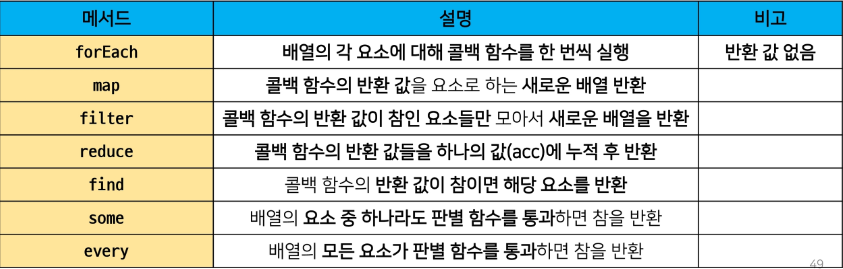 메서드 설명 비고
forEach 배열의 각 요소에 대해 콜백 함수를 한 번씩 실행 반환 값 없음
map 콜백 함수의 반환 값을 요소로 하는 새로운 배열 반환
filter 콜백 함수의 반환 값이 참인 요소들만 모아서 새로운 배열을 반환
reduce 콜백 함수의 반환 값들을 하나의 값(acc)에 누적 후 반환
find 콜백 함수의 반환 값이 참이면 해당 요소를 반환
some 배열의 요소 중 하나라도 판별 함수를 통과하면 참을 반환
every 배열의 모든 요소가 판별 함수를 통과하면 참을 반환
49